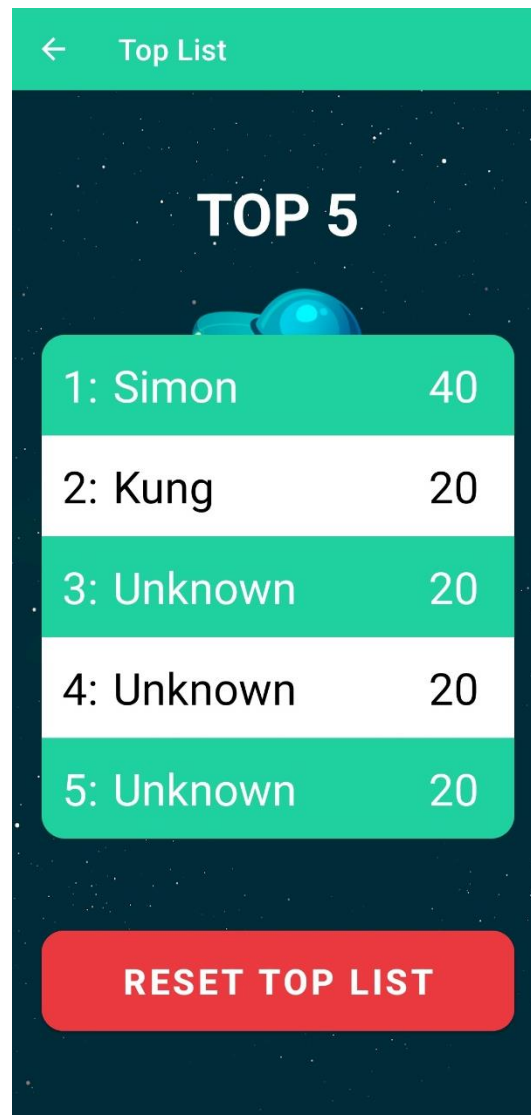 Top List
TOP 5
1: Simon 40
2: Kung 20
3: Unknown 20
4: Unknown 20
5: Unknown 20
RESET TOP LIST